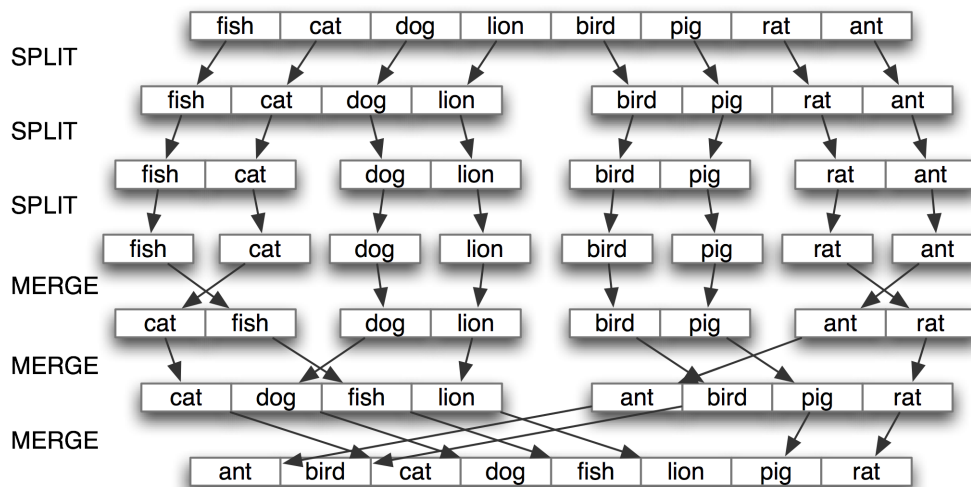 fish cat dog lion bird pig rat ant
SPLIT
fish cat dog lion bird pig rat ant
SPLIT
fish cat dog lion bird pig rat ant
SPLIT
fish cat dog lion bird pig rat ant
MERGE
cat fish dog lion bird pig ant rat
MERGE
cat dog fish lion ant bird pig rat
MERGE
ant bird cat dog fish lion pig rat